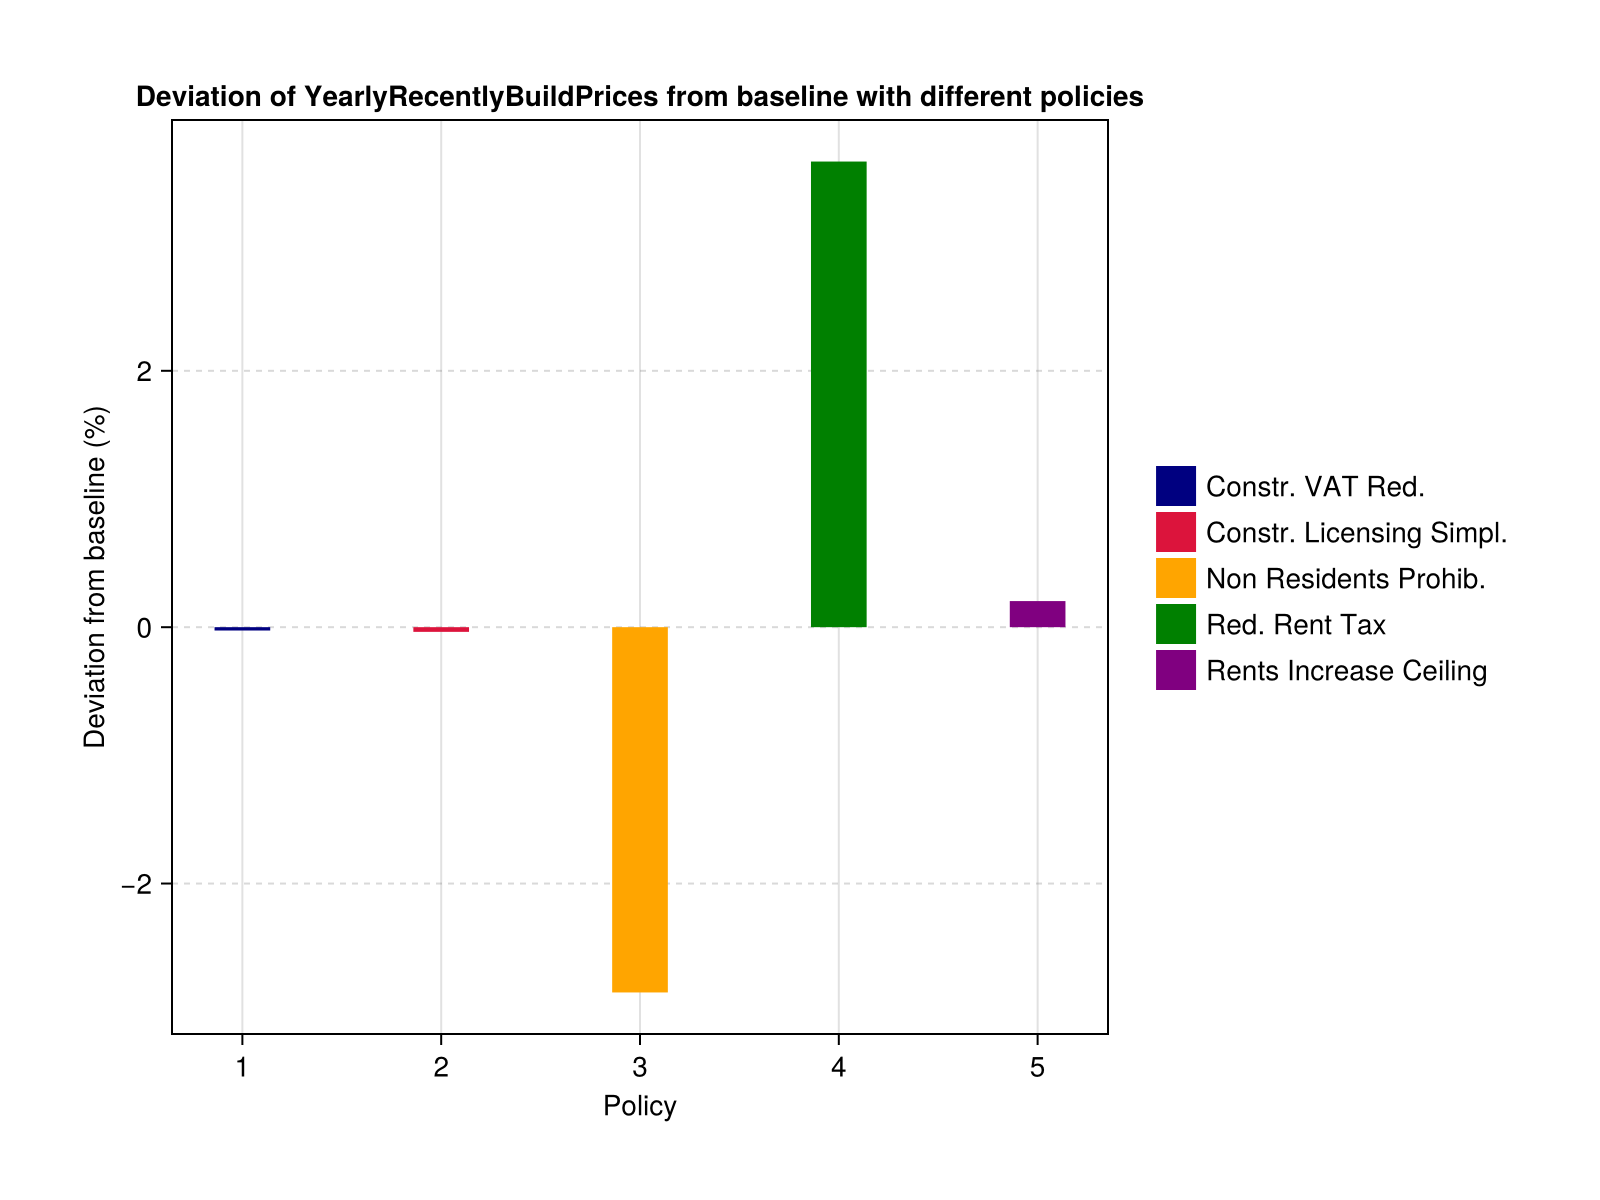 Deviation of YearlyRecentlyBuildPrices from baseline with different policies
Deviation from baseline (%)
2
0
−2
1
2
3
4
5
Policy
Constr. VAT Red.
Constr. Licensing Simpl.
Non Residents Prohib.
Red. Rent Tax
Rents Increase Ceiling